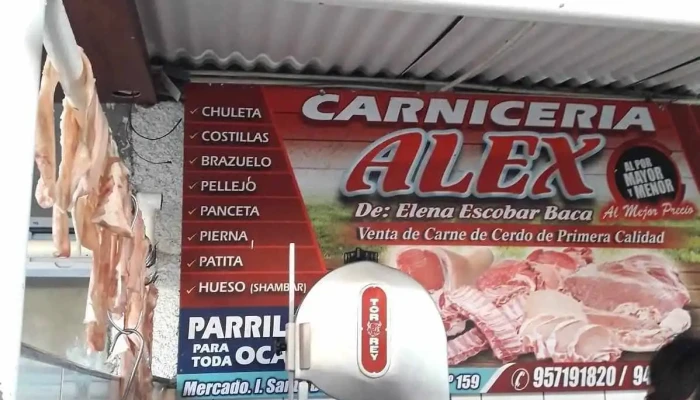 CHULETA
COSTILLAS
BRAZUELO
PELLEJO
PANCETA
PIERNA
PATITA
HUESO (SHAMBAR)
CARNICERIA
ALEX
De: Elena Escobar Baca
Venta de Carne de Cerdo de Primera Calidad
AL POR
MAYOR
Y MENOR
Al Mejor Precio
PARRIL
PARA
TODA OCA
TOR
REY
Mercado. I.
159
957191820 / 94